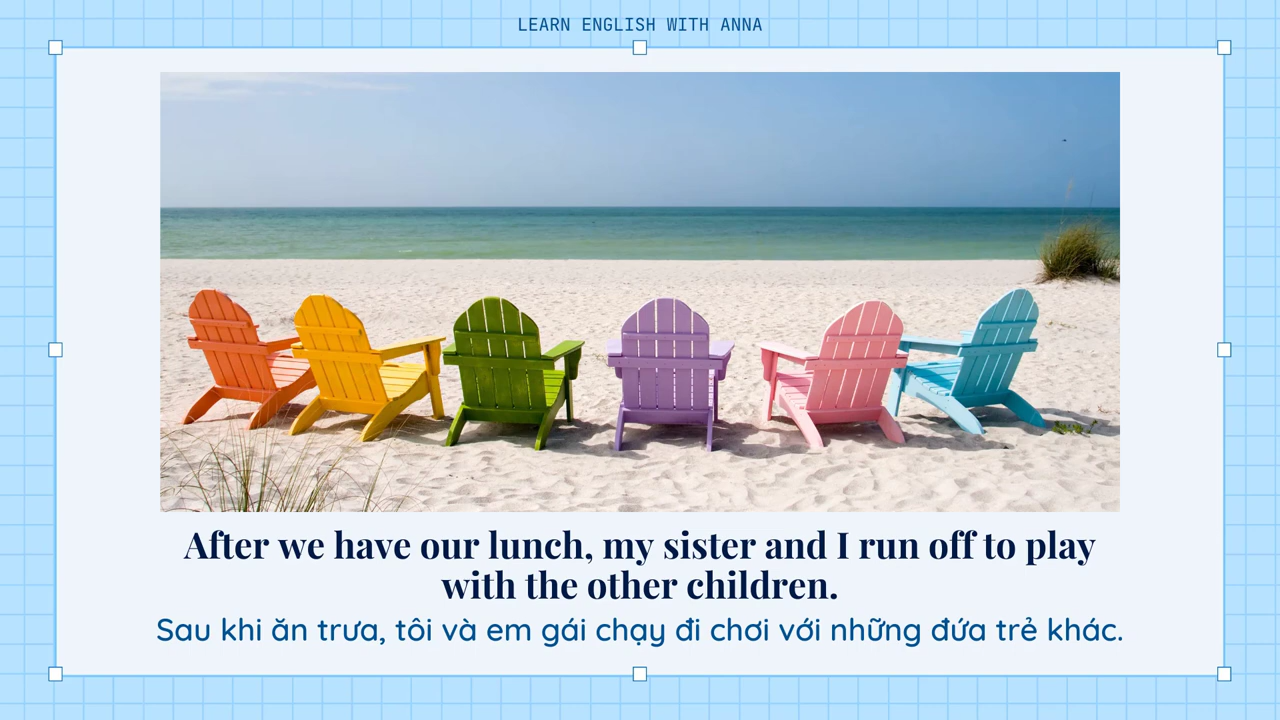 LEARN ENGLISH WITH ANNA
After we have our lunch, my sister and I run off to play
with the other children.
Sau khi ăn trưa, tôi và em gái chạy đi chơi với những đứa trẻ khác.